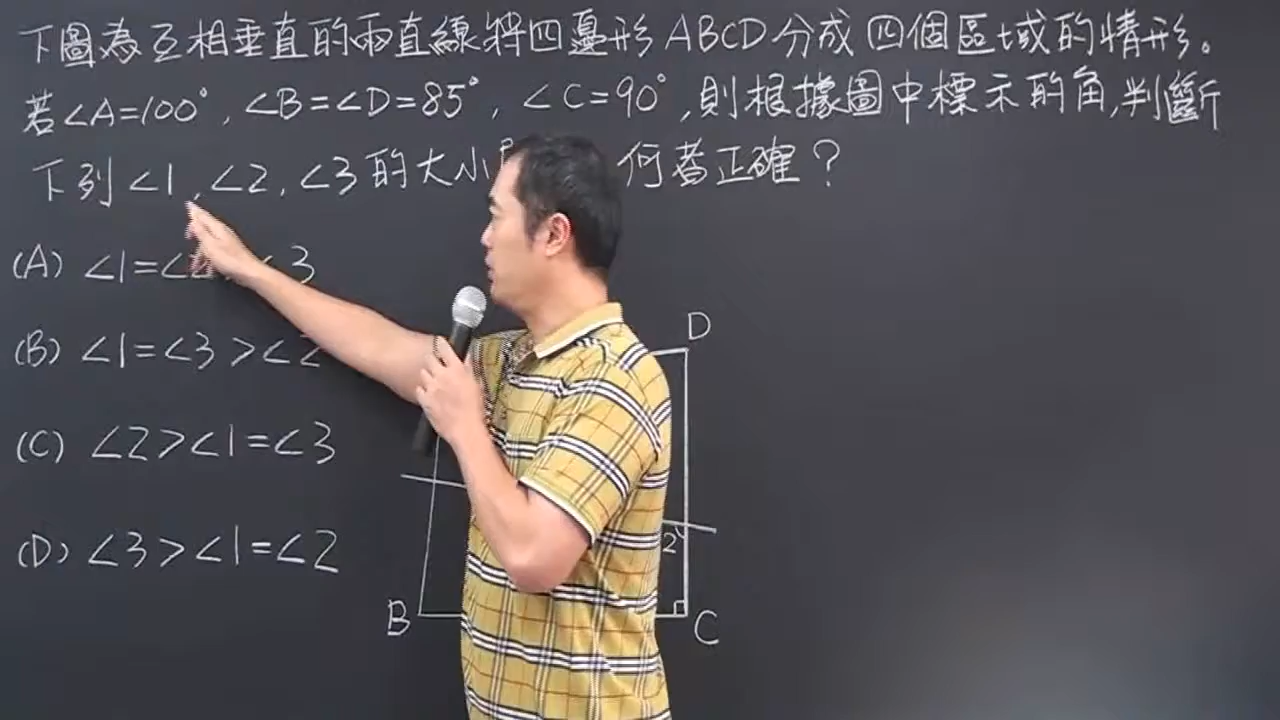 下圖為互相垂直的兩直線將四邊形ABCD分成四個區域的情形。
若∠A=100°,∠B=∠D=85°,∠C=90°,則根據圖中標示的角,判斷
下列∠1,∠2,∠3的大小 何者正確?
(A) ∠1=∠2 ∠3
(B) ∠1=∠3>∠2
(C) ∠2>∠1=∠3
(D) ∠3>∠1=∠2
D
2
B
C